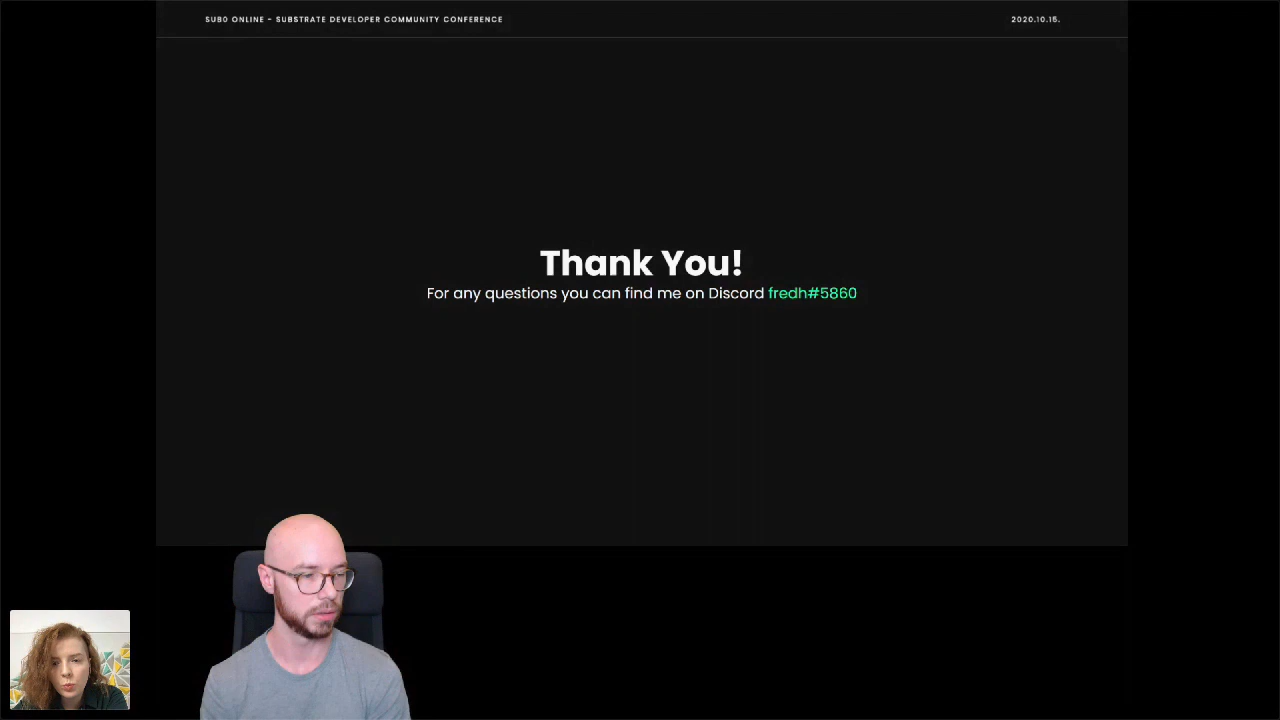 SUB0 ONLINE - SUBSTRATE DEVELOPER COMMUNITY CONFERENCE
2020.10.15.
Thank You!
For any questions you can find me on Discord fredh#5860